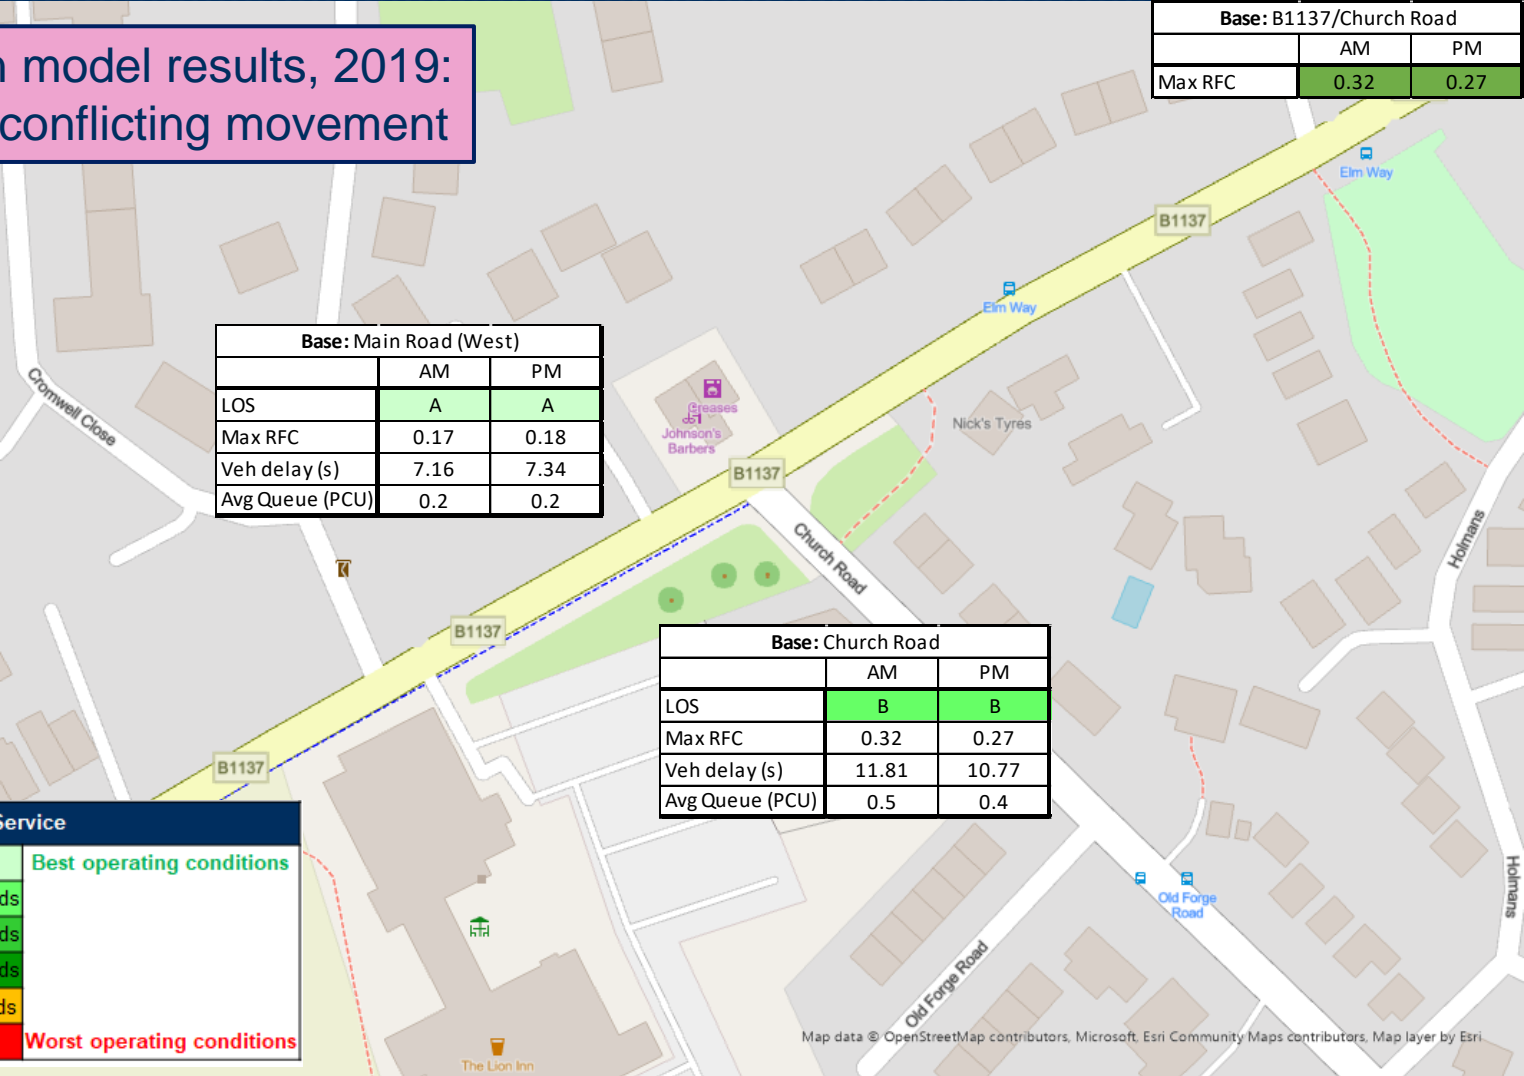 model results, 2019:
conflicting movement
Base: B1137/Church Road
AM PM
Max RFC 0.32 0.27
Elm Way
B1137
Elm Way
Base: Main Road (West)
AM PM
LOS A A
Max RFC 0.17 0.18
Veh delay (s) 7.16 7.34
Avg Queue (PCU) 0.2 0.2
Cromwell Close
Greases
Johnson's
Barbers
Nick's Tyres
B1137
Church Road
Holmans
B1137
Base: Church Road
AM PM
LOS B B
Max RFC 0.32 0.27
Veh delay (s) 11.81 10.77
Avg Queue (PCU) 0.5 0.4
B1137
Service
Best operating conditions
ds
ds
ds
ds
Worst operating conditions
Old Forge
Road
Holmans
Old Forge Road
The Lion Inn
Map data © OpenStreetMap contributors, Microsoft, Esri Community Maps contributors, Map layer by Esri